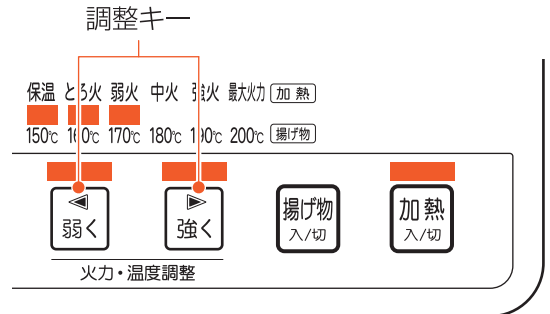 調整キー
保温 とろ火 弱火 中火 強火 最大火力 加熱
150℃ 160℃ 170℃ 180℃ 190℃ 200℃ 揚げ物
弱く 強く 揚げ物 入/切 加熱 入/切
火力・温度調整